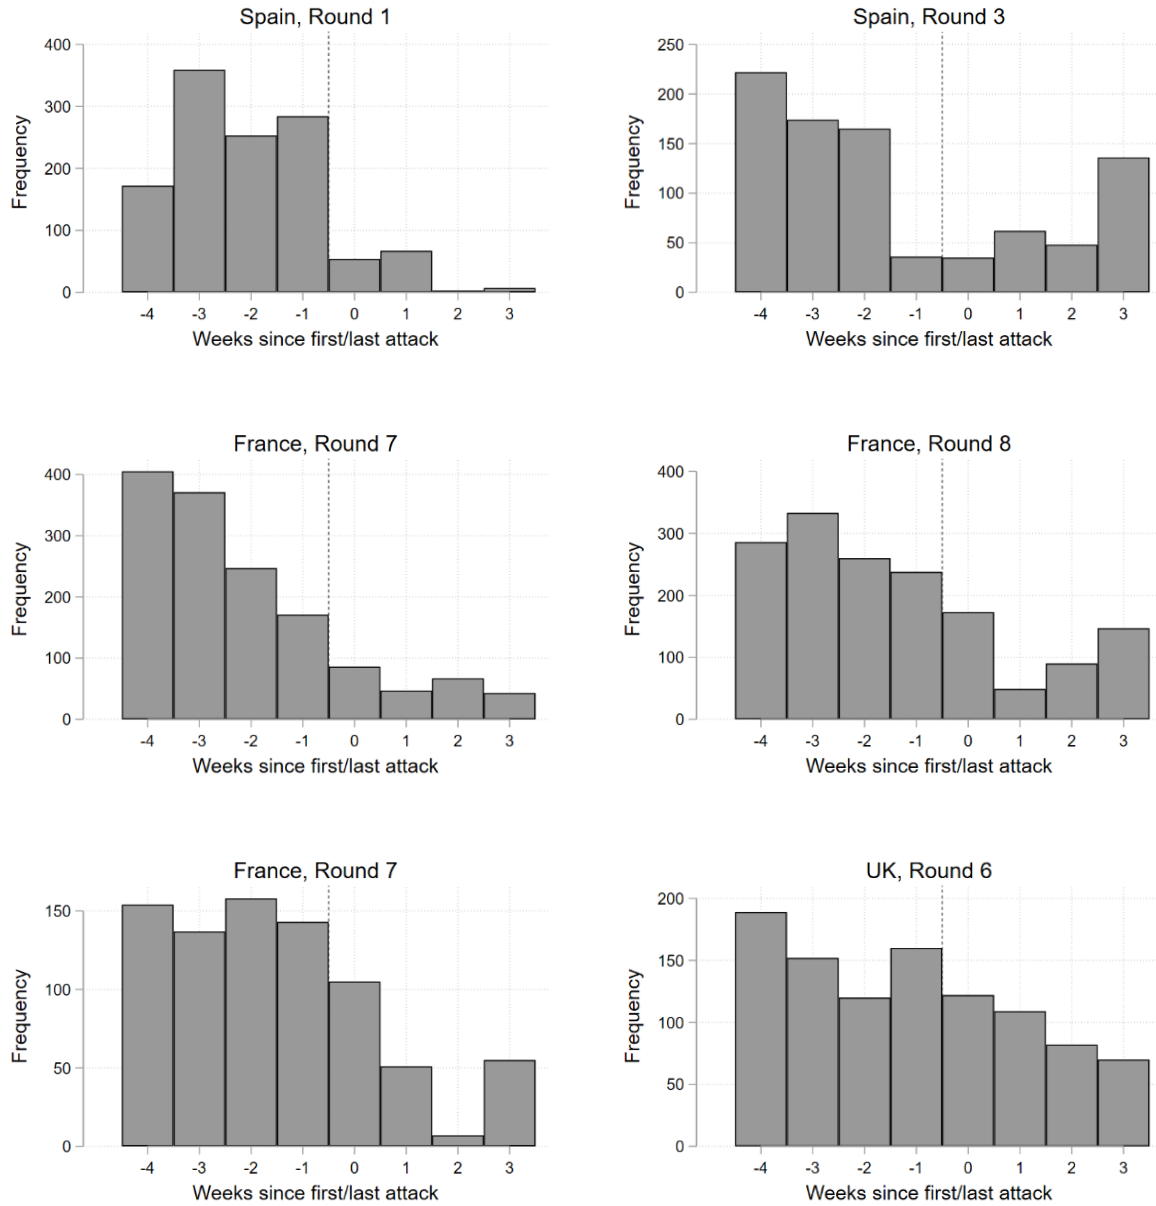 Spain, Round 1
400
300
200
100
0
Frequency
-4 -3 -2 -1 0 1 2 3
Weeks since first/last attack
Spain, Round 3
250
200
150
100
50
0
Frequency
-4 -3 -2 -1 0 1 2 3
Weeks since first/last attack
France, Round 7
400
300
200
100
0
Frequency
-4 -3 -2 -1 0 1 2 3
Weeks since first/last attack
France, Round 8
400
300
200
100
0
Frequency
-4 -3 -2 -1 0 1 2 3
Weeks since first/last attack
France, Round 7
150
100
50
0
Frequency
-4 -3 -2 -1 0 1 2 3
Weeks since first/last attack
UK, Round 6
200
150
100
50
0
Frequency
-4 -3 -2 -1 0 1 2 3
Weeks since first/last attack